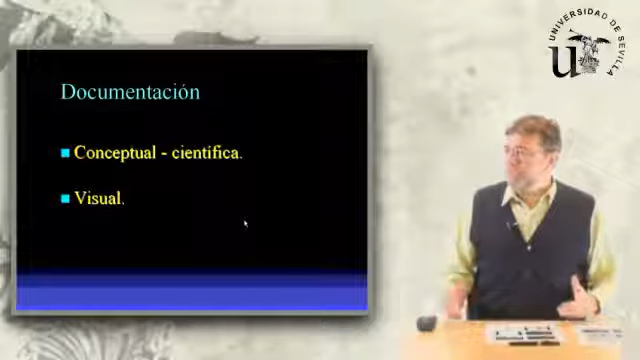 Documentación
Conceptual - científica.
Visual.
UNIVERSIDAD DE SEVILLA